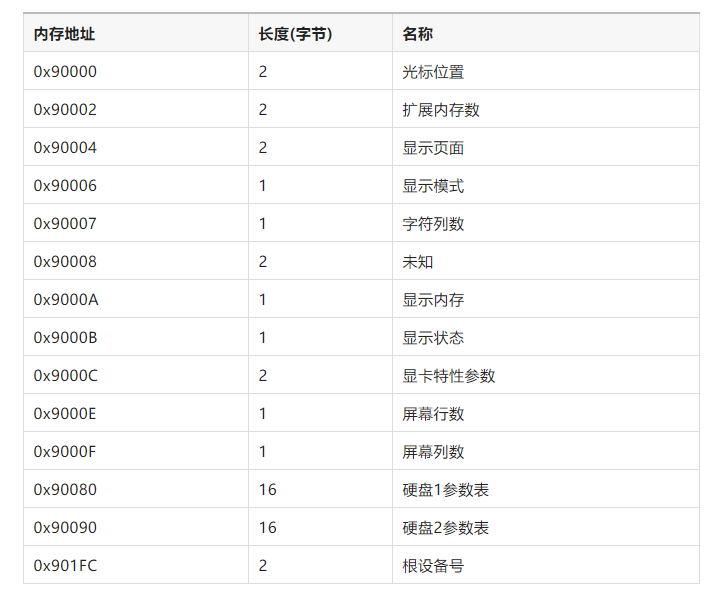 内存地址 长度(字节) 名称
0x90000 2 光标位置
0x90002 2 扩展内存数
0x90004 2 显示页面
0x90006 1 显示模式
0x90007 1 字符列数
0x90008 2 未知
0x9000A 1 显示内存
0x9000B 1 显示状态
0x9000C 2 显卡特性参数
0x9000E 1 屏幕行数
0x9000F 1 屏幕列数
0x90080 16 硬盘1参数表
0x90090 16 硬盘2参数表
0x901FC 2 根设备号